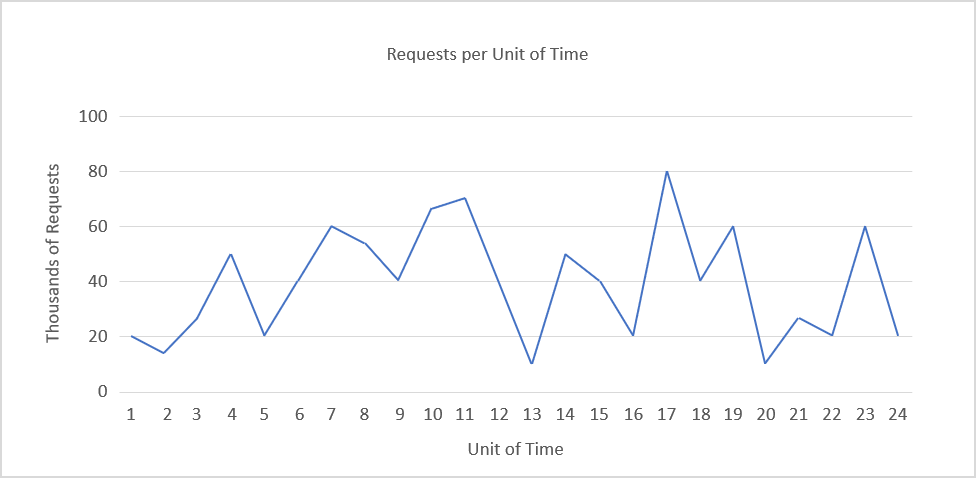 Requests per Unit of Time
Thousands of Requests
100
80
60
40
20
0
1 2 3 4 5 6 7 8 9 10 11 12 13 14 15 16 17 18 19 20 21 22 23 24
Unit of Time